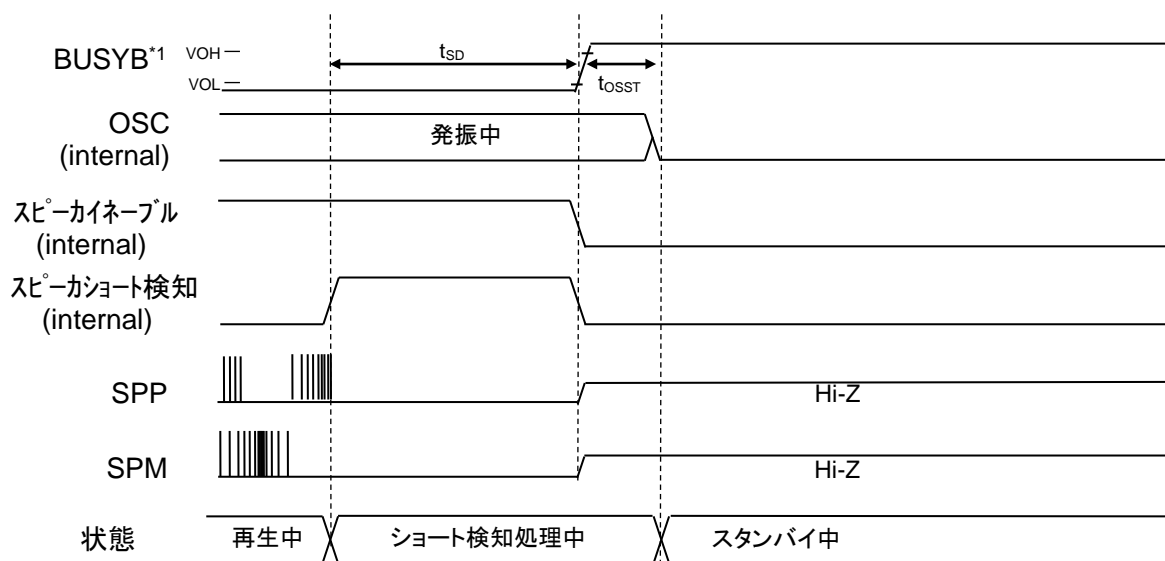 BUSYB*1 VOH VOL tSD tOSST
OSC
(internal)
発振中
スピーカイネーブル
(internal)
スピーカショート検知
(internal)
SPP Hi-Z
SPM Hi-Z
状態 再生中 ショート検知処理中 スタンバイ中